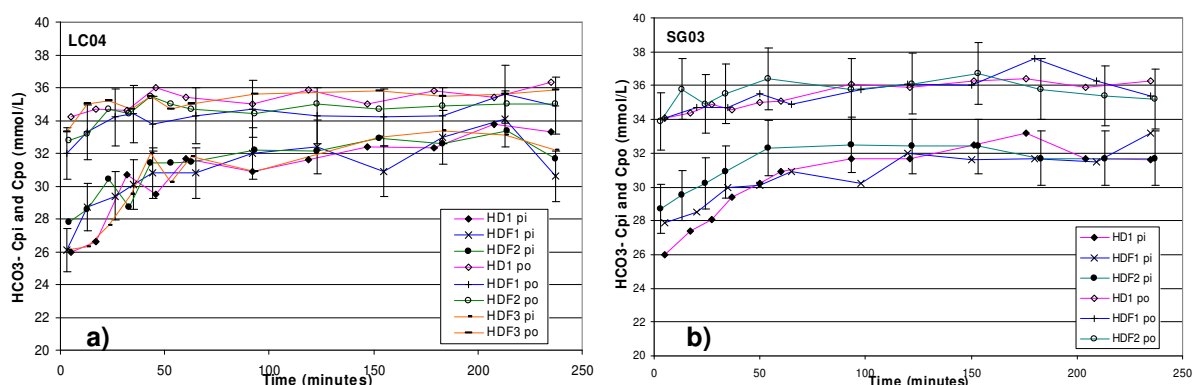 LC04
HCO3- Cpi and Cpo (mmol/L)
40
38
36
34
32
30
28
26
24
22
20
HD1 pi
HDF1 pi
HDF2 pi
HD1 po
HDF1 po
HDF2 po
HDF3 pi
HDF3 po
a)
0 50 100 150 200 250
Time (minutes)
SG03
HCO3- Cpi and Cpo (mmol/L)
40
38
36
34
32
30
28
26
24
22
20
HD1 pi
HDF1 pi
HDF2 pi
HD1 po
HDF1 po
HDF2 po
b)
0 50 100 150 200 250
Time (minutes)